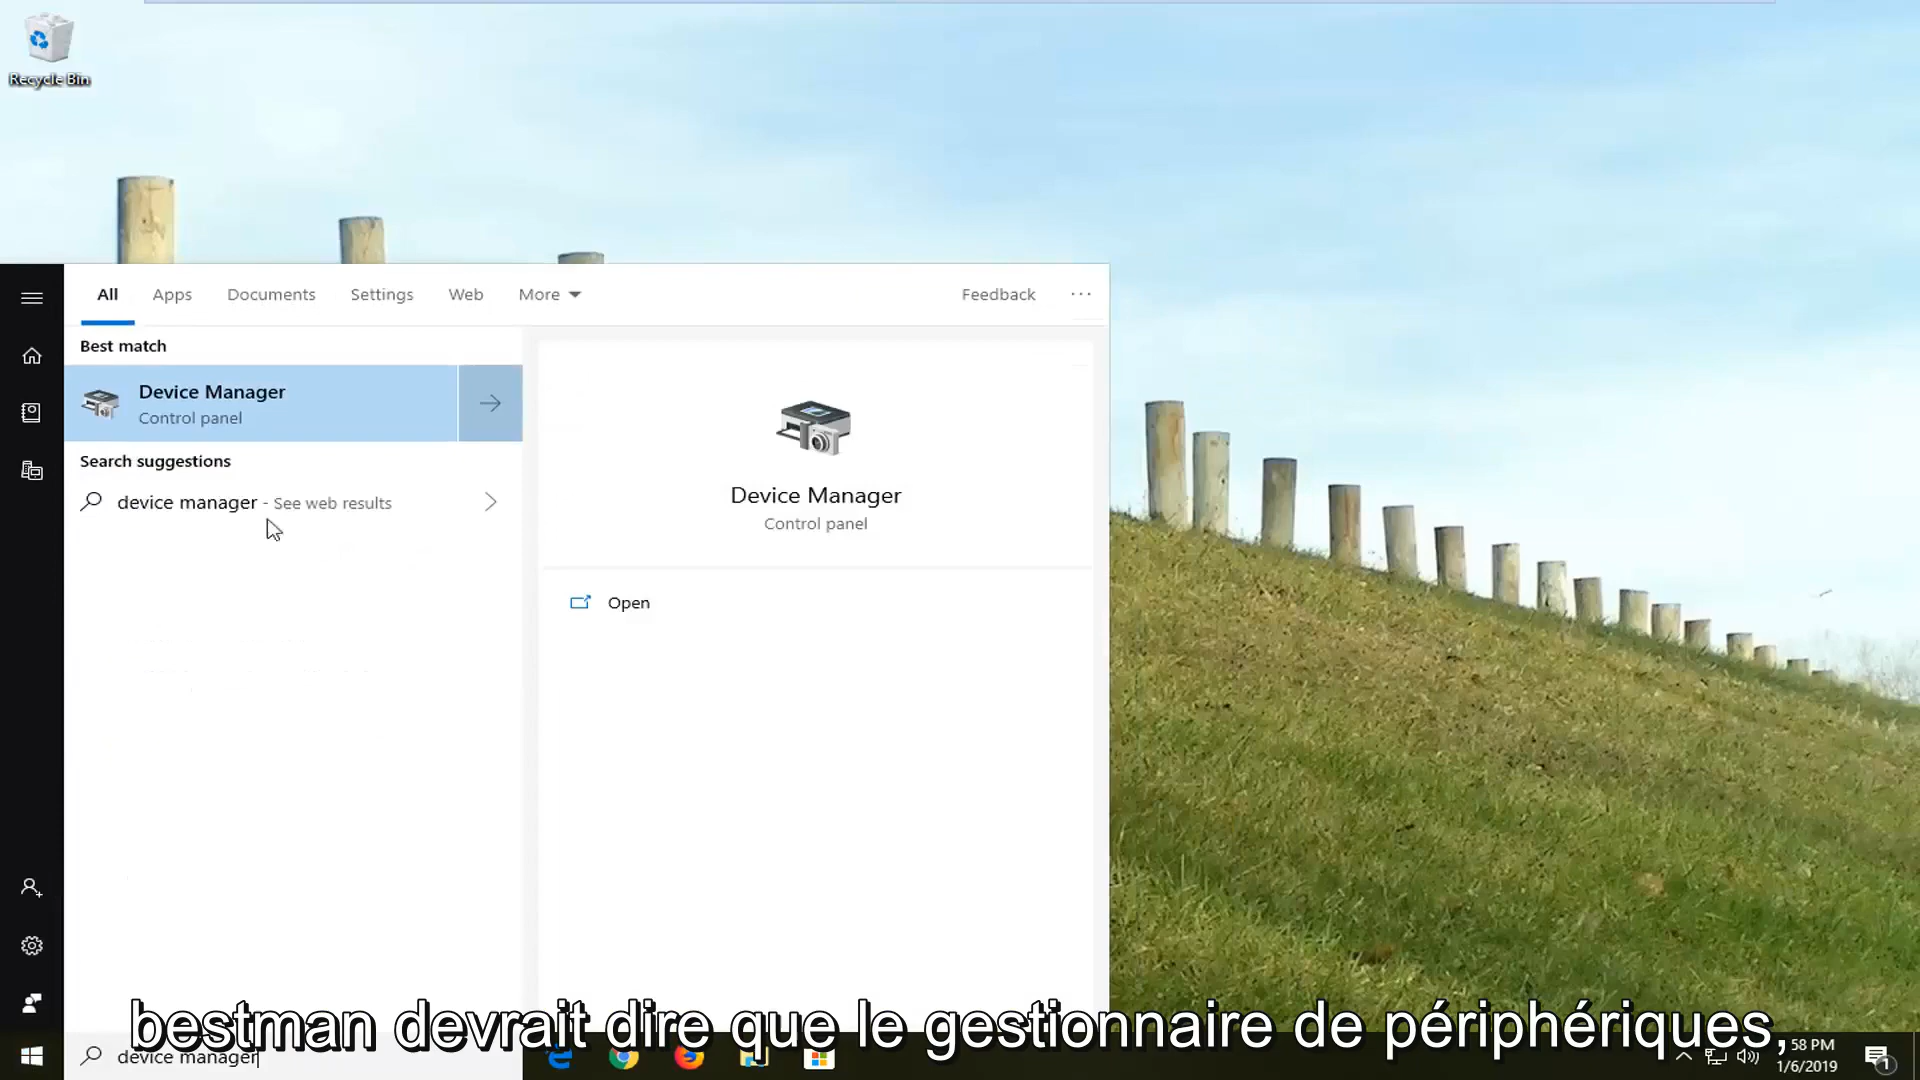 Recycle Bin
All Apps Documents Settings Web More Feedback
Best match
Device Manager
Control panel
Search suggestions
device manager - See web results
Device Manager
Control panel
Open
bestman devrait dire que le gestionnaire de périphériques,
device manager
:58 PM
1/6/2019
1